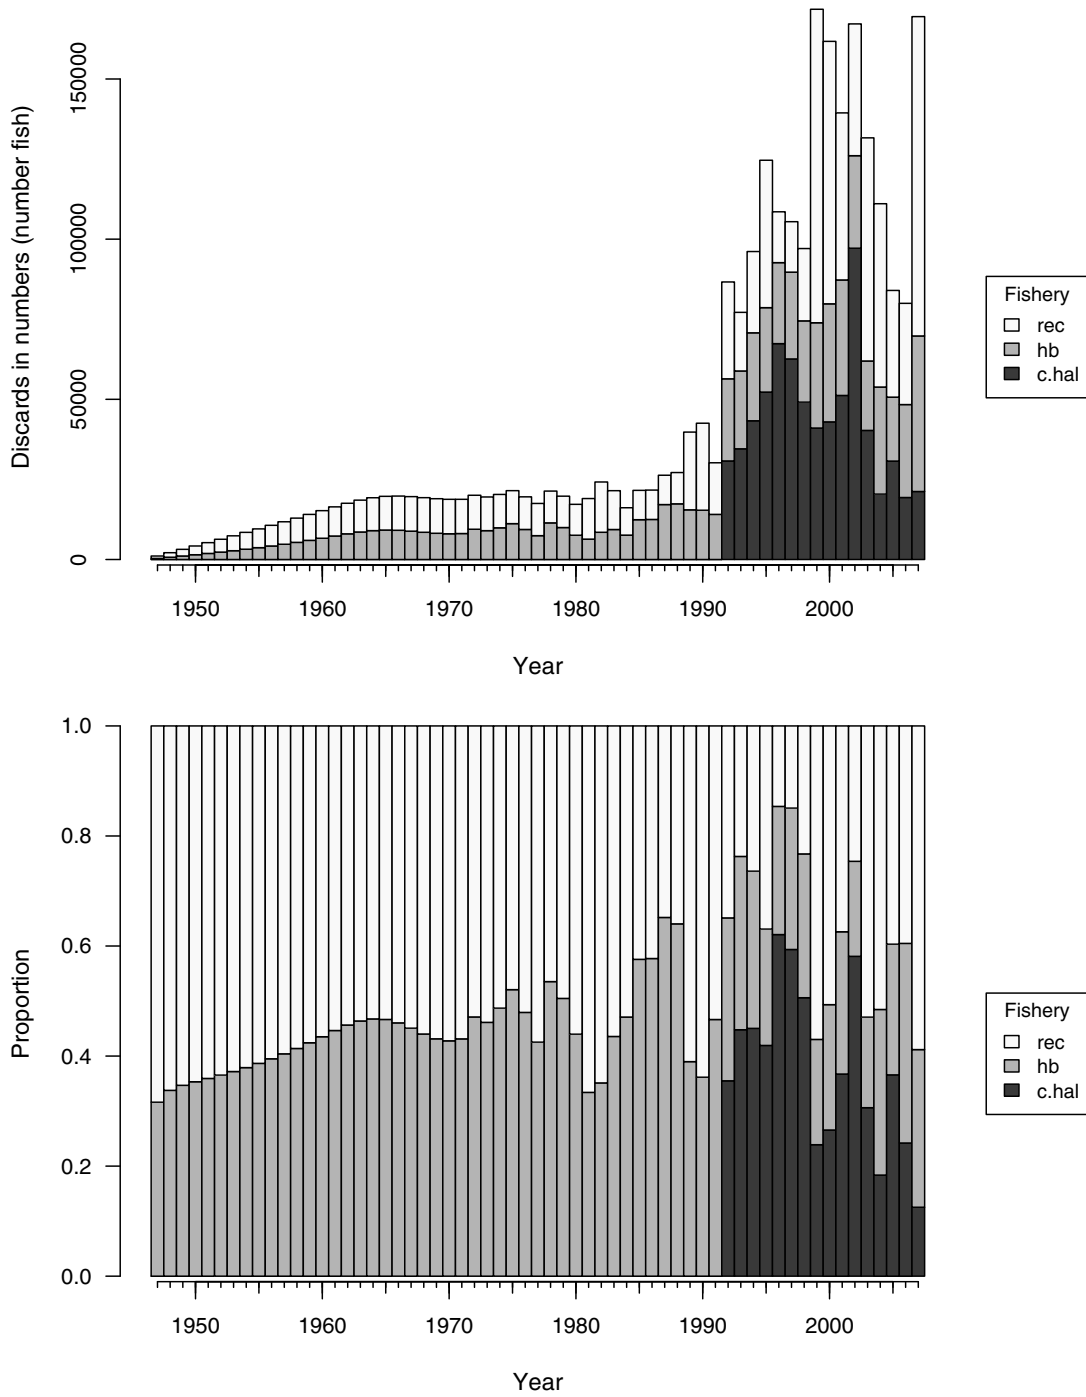 Discards in numbers (number fish)
150000
100000
50000
0
1950 1960 1970 1980 1990 2000
Year
Fishery
rec
hb
c.hal
Proportion
1.0
0.8
0.6
0.4
0.2
0.0
1950 1960 1970 1980 1990 2000
Year
Fishery
rec
hb
c.hal